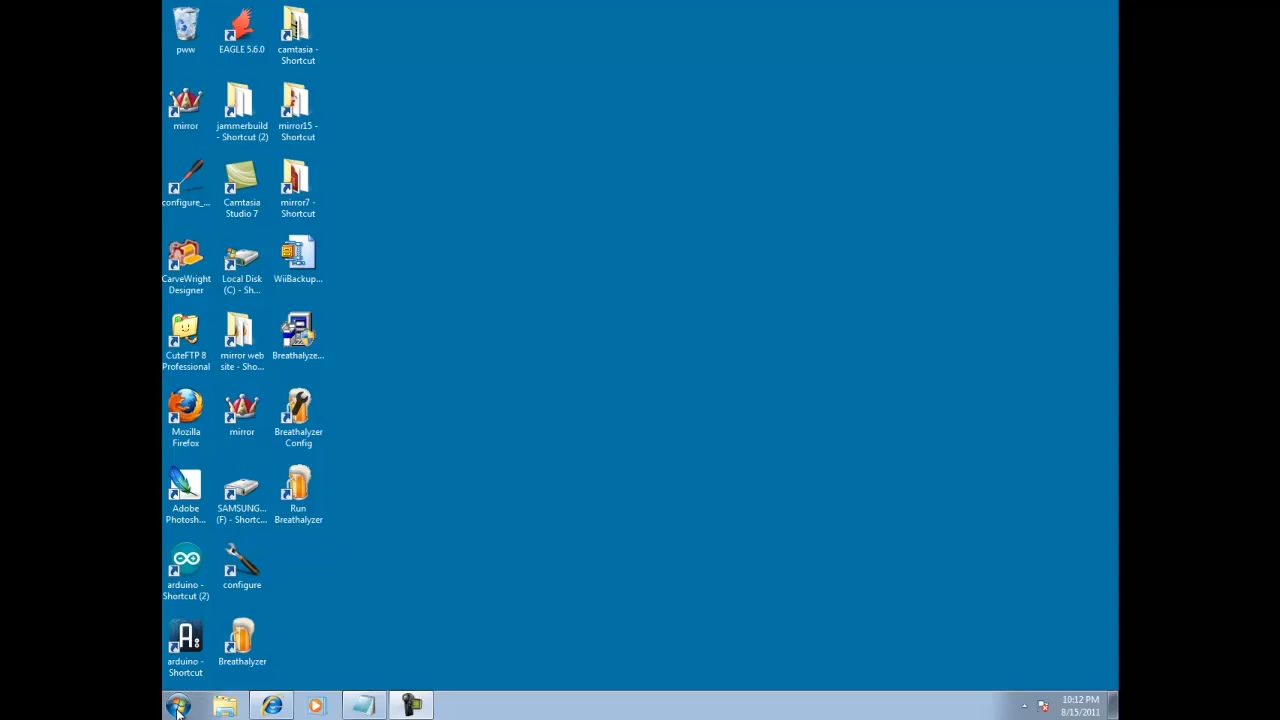 pww
EAGLE 5.6.0
camtasia -
Shortcut
mirror
jammerbuild
- Shortcut (2)
mirror15 -
Shortcut
configure_...
Camtasia
Studio 7
mirror7 -
Shortcut
CarveWright
Designer
Local Disk
(C) - Sh...
WiiBackup...
CuteFTP 8
Professional
mirror web
site - Sho...
Breathalyze...
Mozilla
Firefox
mirror
Breathalyzer
Config
Adobe
Photosh...
SAMSUNG...
(F) - Shortc...
Run
Breathalyzer
arduino -
Shortcut (2)
configure
A:
arduino -
Shortcut
Breathalyzer
10:12 PM
8/15/2011